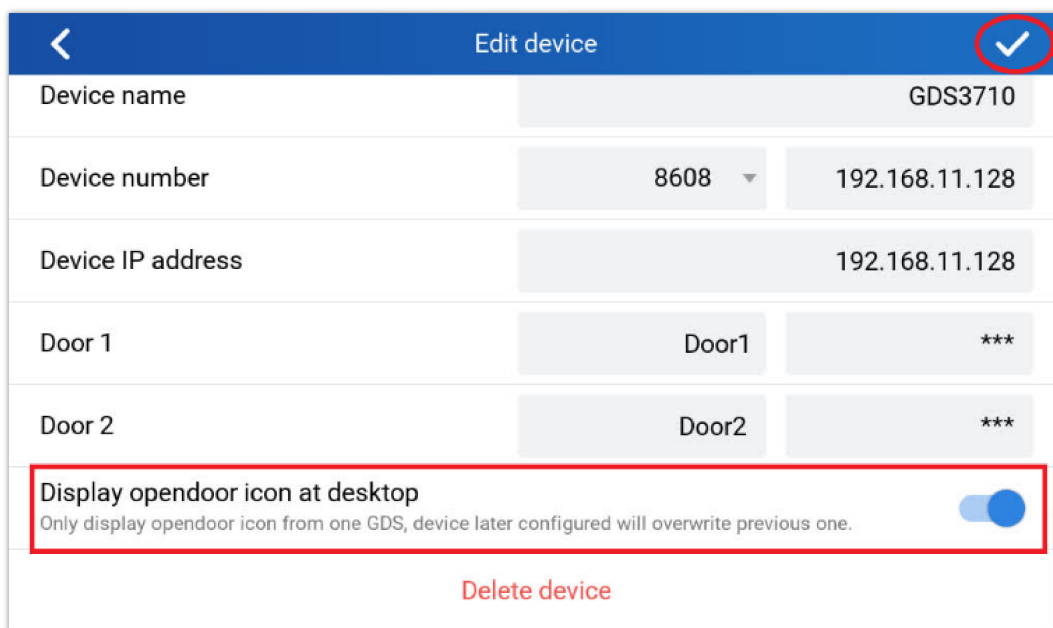 Edit device
Device name GDS3710
Device number 8608 192.168.11.128
Device IP address 192.168.11.128
Door 1 Door1 ***
Door 2 Door2 ***
Display opendoor icon at desktop
Only display opendoor icon from one GDS, device later configured will overwrite previous one.
Delete device